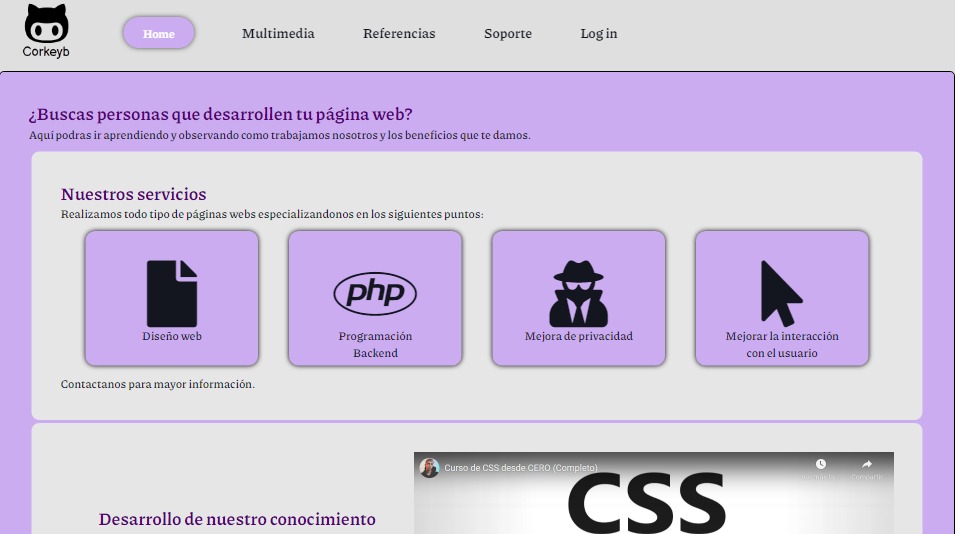 Corkeyb
Home
Multimedia
Referencias
Soporte
Log in
¿Buscas personas que desarrollen tu página web?
Aquí podras ir aprendiendo y observando como trabajamos nosotros y los beneficios que te damos.
Nuestros servicios
Realizamos todo tipo de páginas webs especializandonos en los siguientes puntos:
Diseño web
php
Programación
Backend
Mejora de privacidad
Mejorar la interacción
con el usuario
Contactanos para mayor información.
Desarrollo de nuestro conocimiento
Curso de CSS desde CERO (Completo)
Compartir
CSS